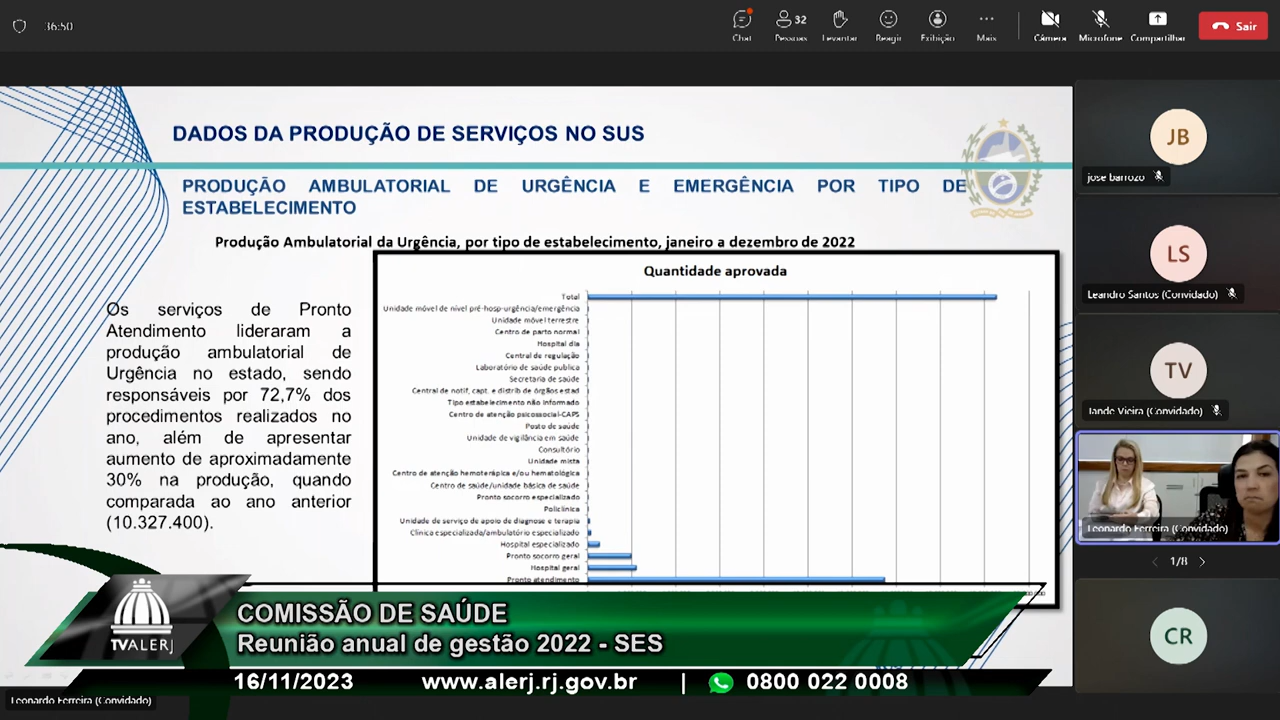 36:50
Chat
32
Pessoas
Levantar
Reagir
Exibição
Mais
Câmera
Microfone
Compartilhar
Sair
DADOS DA PRODUÇÃO DE SERVIÇOS NO SUS
PRODUÇÃO AMBULATORIAL DE URGÊNCIA E EMERGÊNCIA POR TIPO DE
ESTABELECIMENTO
Produção Ambulatorial da Urgência, por tipo de estabelecimento, janeiro a dezembro de 2022
Os serviços de Pronto
Atendimento lideraram a
produção ambulatorial de
Urgência no estado, sendo
responsáveis por 72,7% dos
procedimentos realizados no
ano, além de apresentar
aumento de aproximadamente
30% na produção, quando
comparada ao ano anterior
(10.327.400).
Quantidade aprovada
Total
Unidade móvel de nível pré-hosp-urgência/emergência
Unidade móvel terrestre
Centro de parto normal
Hospital dia
Central de regulação
Laboratório de saúde publica
Secretaria de saúde
Central de notif, capt. e distrib de órgãos estad
Tipo estabelecimento não informado
Centro de atenção psicossocial-CAPS
Posto de saúde
Unidade de vigilância em saúde
Consultório
Unidade mista
Centro de atenção hemoterápica e/ou hematológica
Centro de saúde/unidade básica de saúde
Pronto socorro especializado
Policlínica
Unidade de serviço de apoio de diagnose e terapia
Clínica especializada/ambulatório especializado
Hospital especializado
Pronto socorro geral
Hospital geral
Pronto atendimento
JB
jose barrozo
LS
Leandro Santos (Convidado)
TV
Tande Vieira (Convidado)
Leonardo Ferreira (Convidado)
1/8
CR
TVALERJ
COMISSÃO DE SAÚDE
Reunião anual de gestão 2022 - SES
16/11/2023 www.alerj.rj.gov.br | 0800 022 0008
Leonardo Ferreira (Convidado)